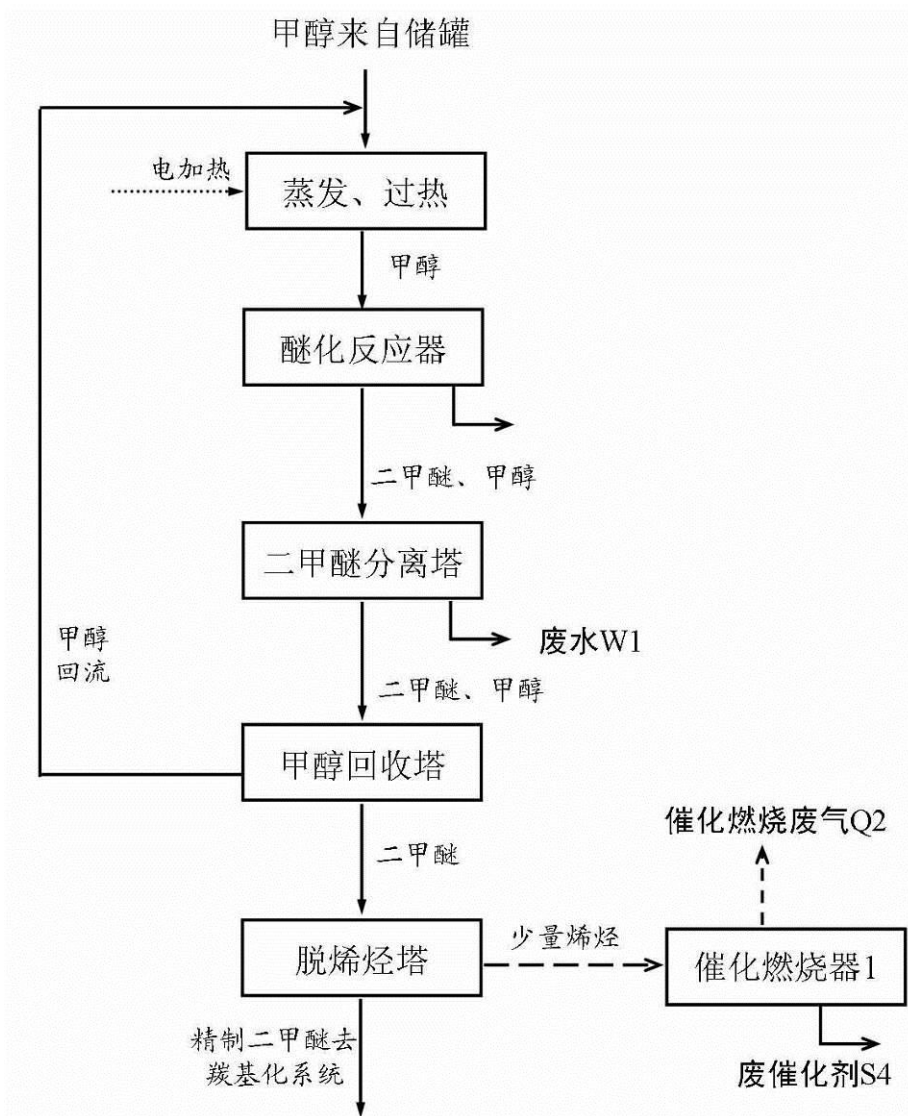 甲醇来自储罐
电加热
蒸发、过热
甲醇
醚化反应器
二甲醚、甲醇
二甲醚分离塔
废水W1
甲醇
回流
二甲醚、甲醇
甲醇回收塔
催化燃烧废气Q2
二甲醚
少量烯烃
脱烯烃塔
催化燃烧器1
精制二甲醚去
羰基化系统
废催化剂S4